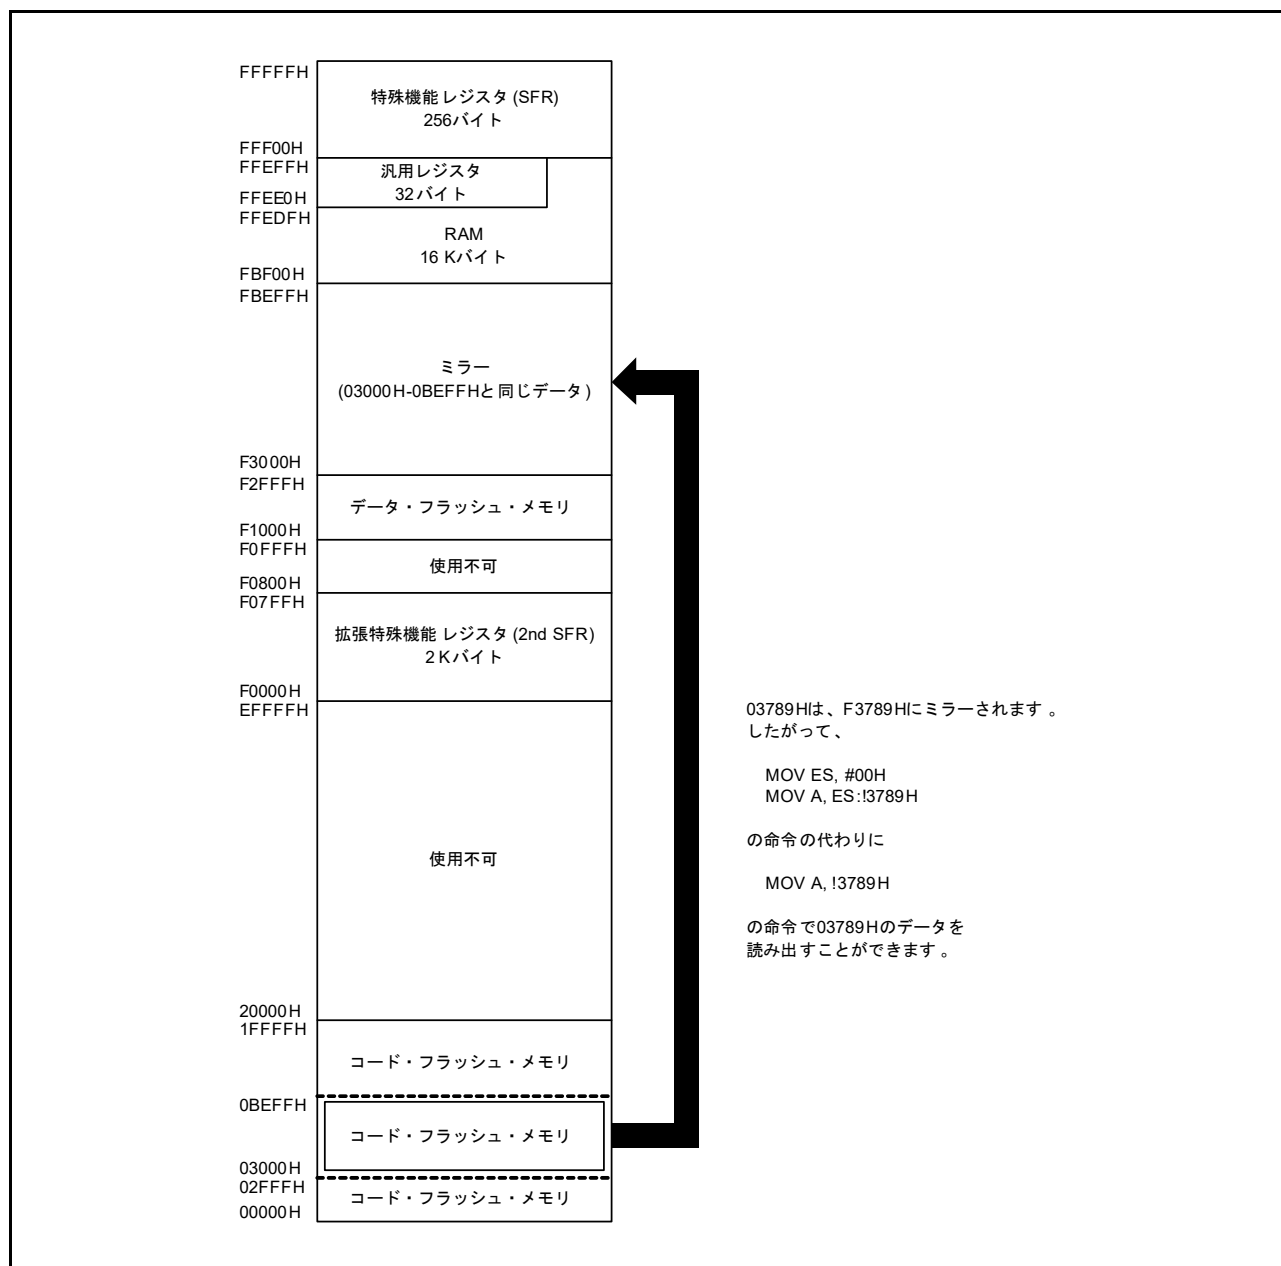 FFFFFH
特殊機能レジスタ (SFR)
256バイト
FFF00H
FFEFFH
汎用レジスタ
32バイト
FFEE0H
FFEDFH
RAM
16 Kバイト
FBF00H
FBEFFH
ミラー
(03000H-0BEFFHと同じデータ)
F3000H
F2FFFH
データ・フラッシュ・メモリ
F1000H
F0FFFH
使用不可
F0800H
F07FFH
拡張特殊機能レジスタ (2nd SFR)
2 Kバイト
F0000H
EFFFFH
使用不可
20000H
1FFFFH
コード・フラッシュ・メモリ
0BEFFH
コード・フラッシュ・メモリ
03000H
02FFFH
コード・フラッシュ・メモリ
00000H
03789Hは、F3789Hにミラーされます。
したがって、
MOV ES, #00H
MOV A, ES:!3789H
の命令の代わりに
MOV A, !3789H
の命令で03789Hのデータを
読み出すことができます。